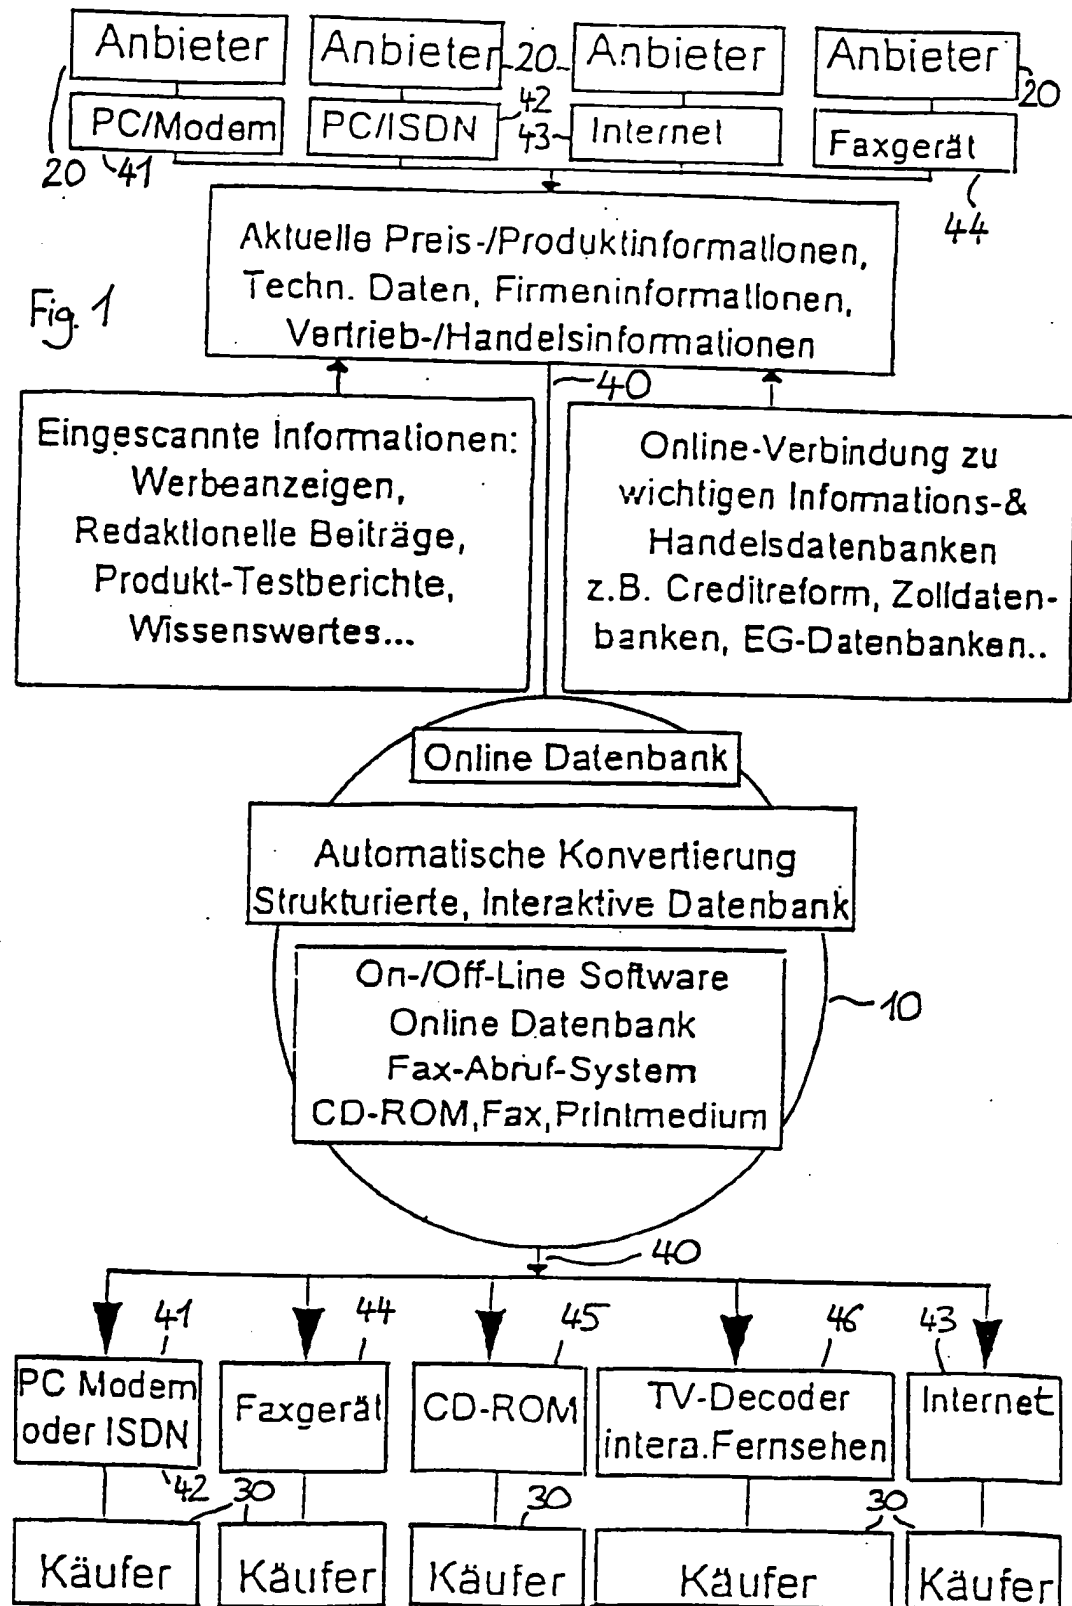 Anbieter
Anbieter
20
Anbieter
Anbieter
20
PC/Modem
PC/ISDN
42
43
Internet
Faxgerät
20
41
44
Aktuelle Preis-/Produktinformationen,
Techn. Daten, Firmeninformationen,
Vertrieb-/Handelsinformationen
Fig. 1
40
Eingescannte Informationen:
Werbeanzeigen,
Redaktionelle Beiträge,
Produkt-Testberichte,
Wissenswertes...
Online-Verbindung zu
wichtigen Informations-&
Handelsdatenbanken
z.B. Creditreform, Zolldaten-
banken, EG-Datenbanken..
Online Datenbank
Automatische Konvertierung
Strukturierte, Interaktive Datenbank
On-/Off-Line Software
Online Datenbank
Fax-Abruf-System
CD-ROM,Fax,Printmedium
10
40
41
44
45
46
43
PC Modem
oder ISDN
Faxgerät
CD-ROM
TV-Decoder
intera.Fernsehen
Internet
42
30
30
30
Käufer
Käufer
Käufer
Käufer
Käufer